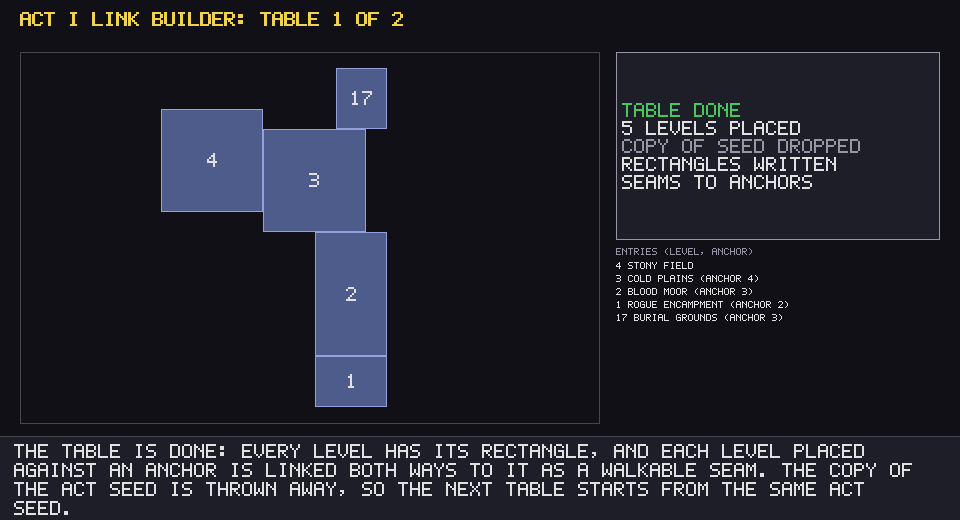 ACT I LINK BUILDER: TABLE 1 OF 2
17
4
3
2
1
TABLE DONE
5 LEVELS PLACED
COPY OF SEED DROPPED
RECTANGLES WRITTEN
SEAMS TO ANCHORS
ENTRIES (LEVEL, ANCHOR)
4 STONY FIELD
3 COLD PLAINS (ANCHOR 4)
2 BLOOD MOOR (ANCHOR 3)
1 ROGUE ENCAMPMENT (ANCHOR 2)
17 BURIAL GROUNDS (ANCHOR 3)
THE TABLE IS DONE: EVERY LEVEL HAS ITS RECTANGLE, AND EACH LEVEL PLACED
AGAINST AN ANCHOR IS LINKED BOTH WAYS TO IT AS A WALKABLE SEAM. THE COPY OF
THE ACT SEED IS THROWN AWAY, SO THE NEXT TABLE STARTS FROM THE SAME ACT
SEED.